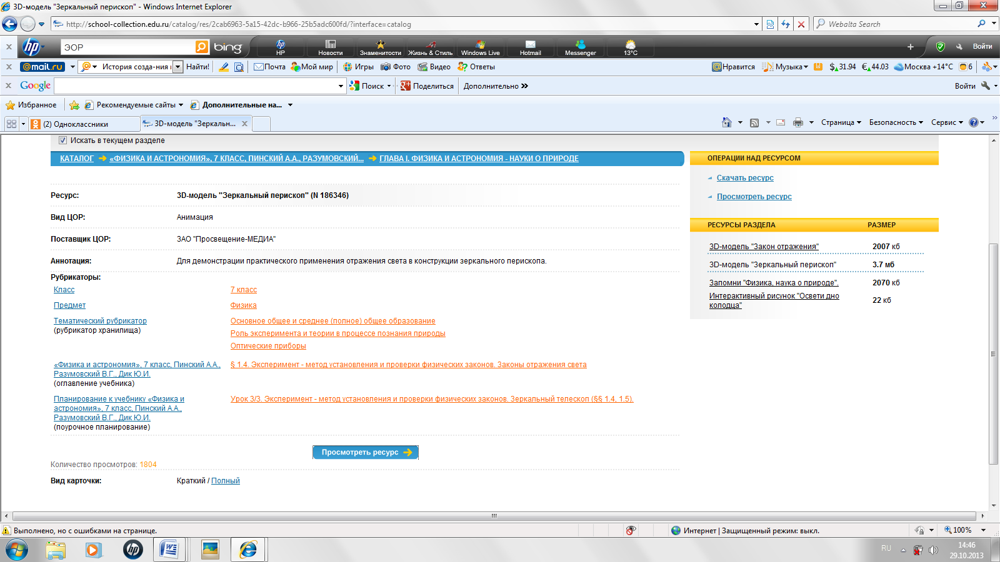 3D-модель "Зеркальный перископ" - Windows Internet Explorer
http://school-collection.edu.ru/catalog/res/2cab6963-5a15-42dc-b966-25b5adc600fd/?interface=catalog
Webalta Search
x hp ЭОР bing HP Новости Знаменитости Жизнь & Стиль Windows Live Hotmail Messenger 13°C + Войти
x @mail.ru История созда-ния Найти! Почта Мой мир Игры Фото Видео Ответы Нравится Музыка $ 31.94 € 44.03 Москва +14°C 6
x Google Поиск Поделиться Дополнительно Войти
Избранное Рекомендуемые сайты Дополнительные на...
(2) Одноклассники 3D-модель "Зеркальн... x Страница Безопасность Сервис
Искать в текущем разделе
КАТАЛОГ «ФИЗИКА И АСТРОНОМИЯ», 7 КЛАСС, ПИНСКИЙ А.А., РАЗУМОВСКИЙ... ГЛАВА I. ФИЗИКА И АСТРОНОМИЯ - НАУКИ О ПРИРОДЕ
Ресурс: 3D-модель "Зеркальный перископ" (N 186346)
Вид ЦОР: Анимация
Поставщик ЦОР: ЗАО "Просвещение-МЕДИА"
Аннотация: Для демонстрации практического применения отражения света в конструкции зеркального перископа.
Рубрикаторы:
Класс 7 класс
Предмет Физика
Тематический рубрикатор
(рубрикатор хранилища)
Основное общее и среднее (полное) общее образование
Роль эксперимента и теории в процессе познания природы
Оптические приборы
«Физика и астрономия», 7 класс, Пинский А.А.,
Разумовский В.Г., Дик Ю.И.
(оглавление учебника)
§ 1.4. Эксперимент - метод установления и проверки физических законов. Законы отражения света
Планирование к учебнику «Физика и
астрономия», 7 класс, Пинский А.А.,
Разумовский В.Г., Дик Ю.И.
(поурочное планирование)
Урок 3/3. Эксперимент - метод установления и проверки физических законов. Зеркальный телескоп (§§ 1.4, 1.5).
Просмотреть ресурс
Количество просмотров: 1804
Вид карточки: Краткий / Полный
ОПЕРАЦИИ НАД РЕСУРСОМ
Скачать ресурс
Просмотреть ресурс
РЕСУРСЫ РАЗДЕЛА РАЗМЕР
3D-модель "Закон отражения" 2007 кб
3D-модель "Зеркальный перископ" 3.7 мб
Запомни "Физика, наука о природе". 2070 кб
Интерактивный рисунок "Освети дно
колодца" 22 кб
Выполнено, но с ошибками на странице. Интернет | Защищенный режим: выкл. 100%
RU 14:46
29.10.2013